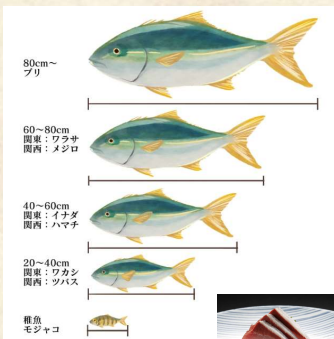 80cm～
ブリ
60～80cm
関東：ワラサ
関西：メジロ
40～60cm
関東：イナダ
関西：ハマチ
20～40cm
関東：ワカシ
関西：ツバス
稚魚
モジャコ